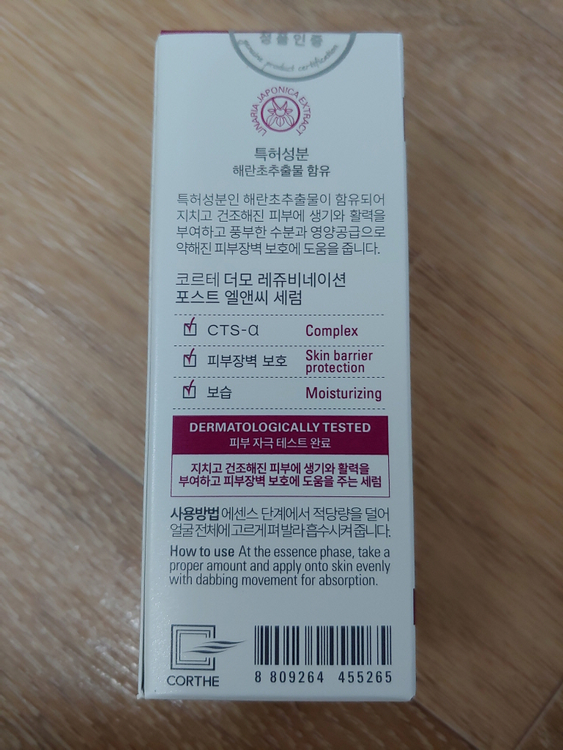 정품인증
genuine product certification
LINARIA JAPONICA EXTRACT
특허성분
해란초추출물 함유
특허성분인 해란초추출물이 함유되어
지치고 건조해진 피부에 생기와 활력을
부여하고 풍부한 수분과 영양공급으로
약해진 피부장벽 보호에 도움을 줍니다.
코르테 더모 레쥬비네이션
포스트 엘앤씨 세럼
CTS-α Complex
피부장벽 보호 Skin barrier
protection
보습 Moisturizing
DERMATOLOGICALLY TESTED
피부 자극 테스트 완료
지치고 건조해진 피부에 생기와 활력을
부여하고 피부장벽 보호에 도움을 주는 세럼
사용방법 에센스 단계에서 적당량을 덜어
얼굴 전체에 고르게 펴 발라 흡수시켜 줍니다.
How to use At the essence phase, take a
proper amount and apply onto skin evenly
with dabbing movement for absorption.
CORTHE
8 809264 455265